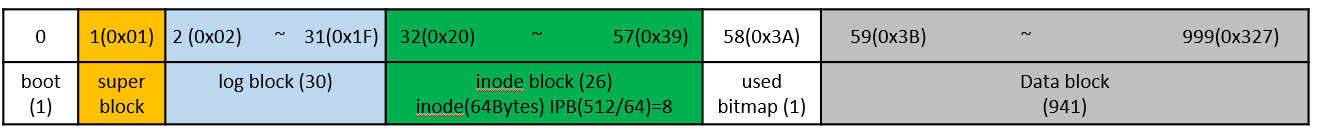 0
1(0x01)
2 (0x02) ~ 31(0x1F)
32(0x20) ~ 57(0x39)
58(0x3A)
59(0x3B) ~ 999(0x327)
boot
(1)
super
block
log block (30)
inode block (26)
inode(64Bytes) IPB(512/64)=8
used
bitmap (1)
Data block
(941)